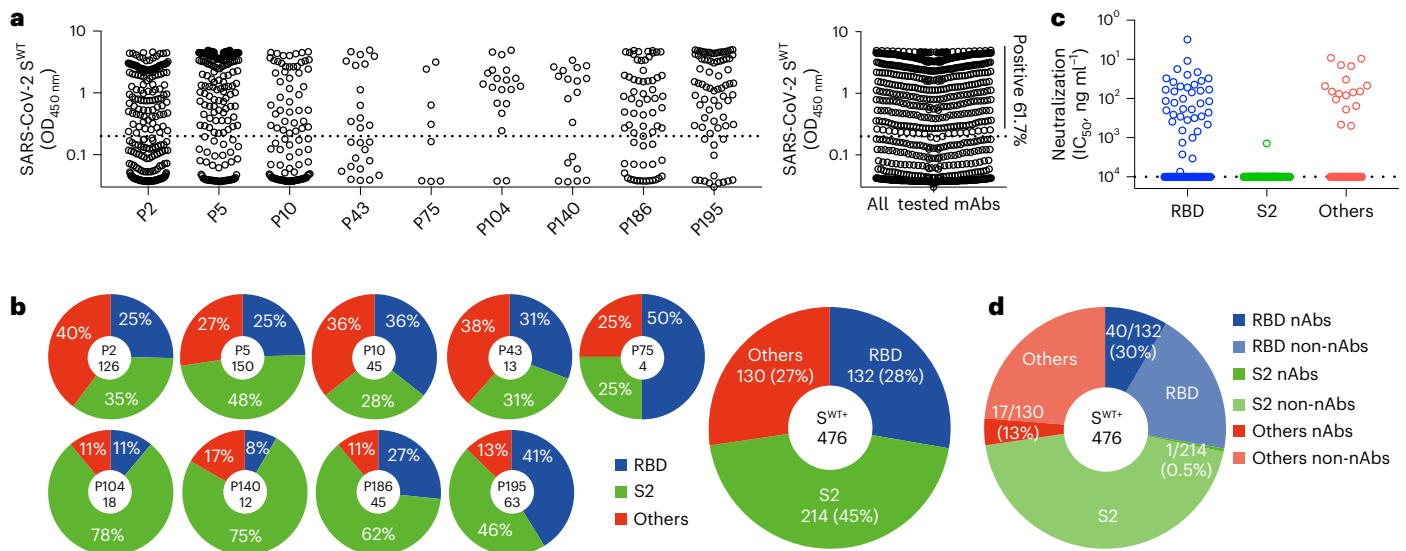 a
SARS-CoV-2 S^WT
(OD_450 nm)
10
1
0.1
P2
P5
P10
P43
P75
P104
P140
P186
P195
SARS-CoV-2 S^WT
(OD_450 nm)
10
1
0.1
All tested mAbs
Positive 61.7%
c
Neutralization
(IC_50, ng ml^−1)
10^0
10^1
10^2
10^3
10^4
RBD
S2
Others
b
40%
25%
P2
126
35%
27%
25%
P5
150
48%
36%
36%
P10
45
28%
38%
31%
P43
13
31%
25%
50%
P75
4
25%
11%
11%
P104
18
78%
17%
8%
P140
12
75%
11%
27%
P186
45
62%
13%
41%
P195
63
46%
RBD
S2
Others
Others
130 (27%)
RBD
132 (28%)
S^WT+
476
S2
214 (45%)
d
40/132
(30%)
Others
RBD
17/130
(13%)
S^WT+
476
1/214
(0.5%)
S2
RBD nAbs
RBD non-nAbs
S2 nAbs
S2 non-nAbs
Others nAbs
Others non-nAbs